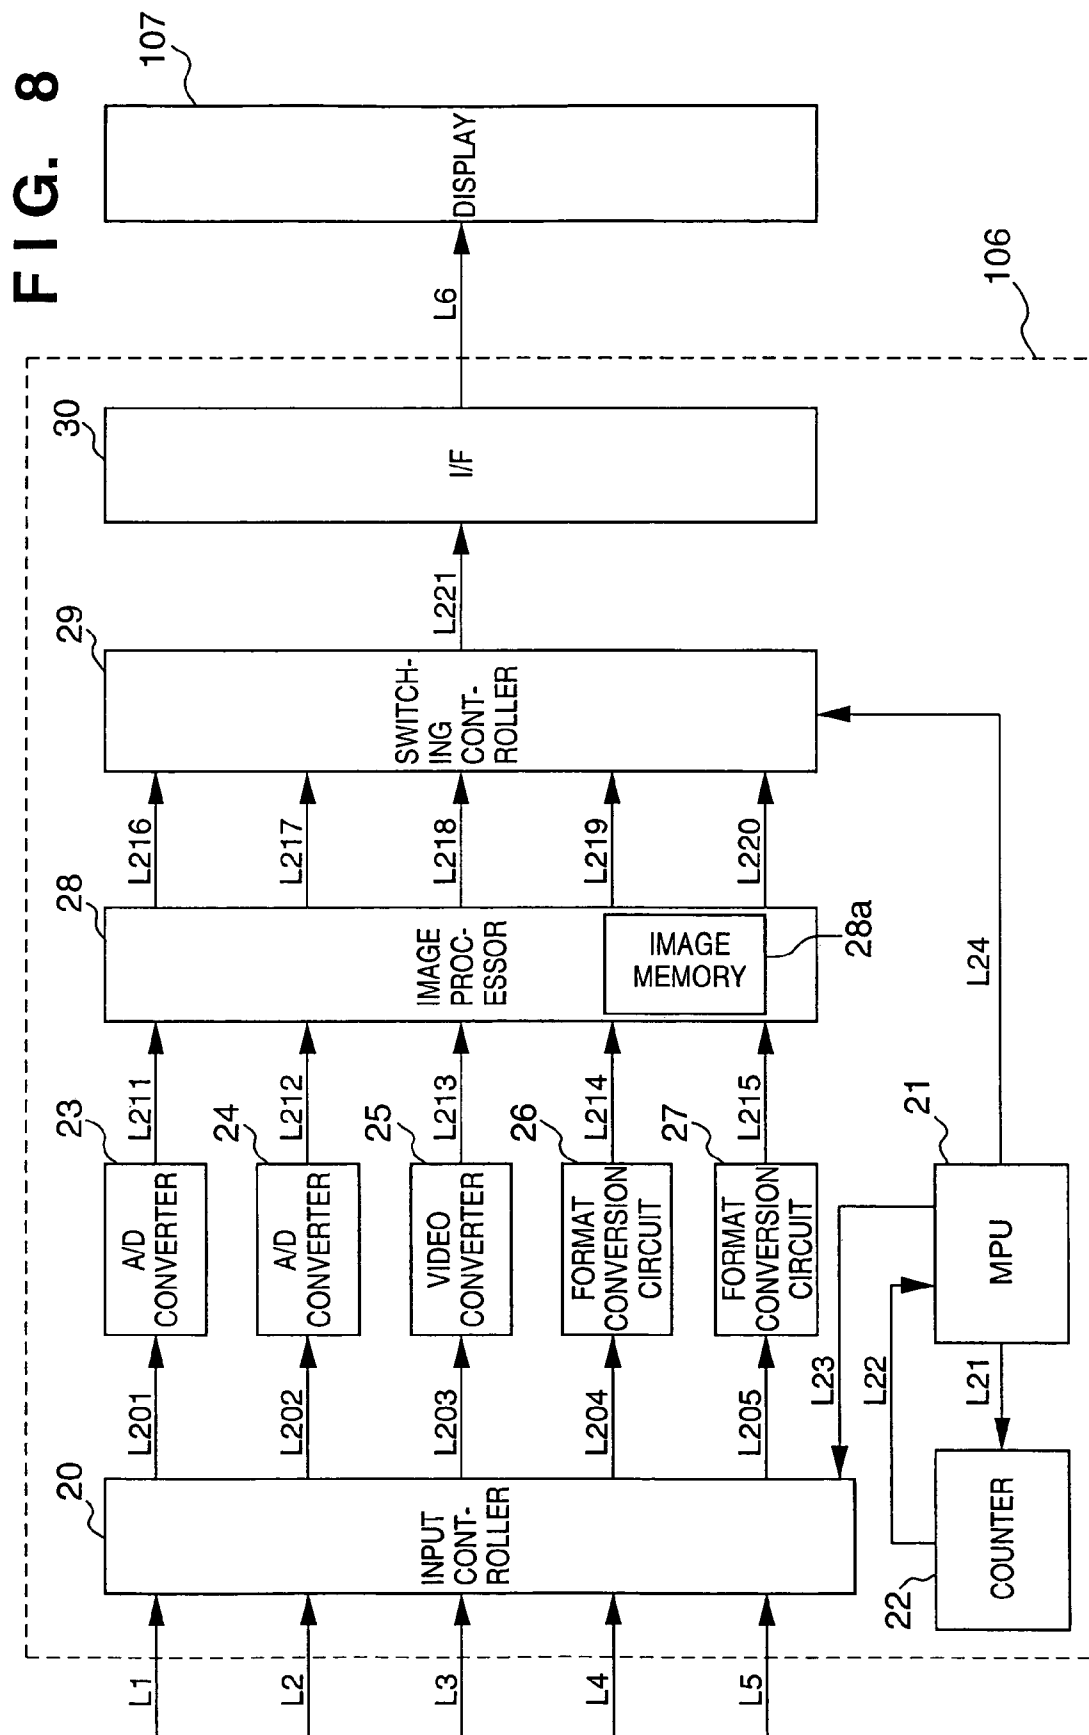 FIG. 8
107
DISPLAY
L6
106
30
I/F
L221
29
SWITCH-
ING
CONT-
ROLLER
L216
L217
L218
L219
L220
L24
28
IMAGE
PROC-
ESSOR
IMAGE
MEMORY
28a
L211
L212
L213
L214
L215
23
A/D
CONVERTER
24
A/D
CONVERTER
25
VIDEO
CONVERTER
26
FORMAT
CONVERSION
CIRCUIT
27
FORMAT
CONVERSION
CIRCUIT
21
MPU
L201
L202
L203
L204
L205
L23
L22
L21
20
INPUT
CONT-
ROLLER
22
COUNTER
L1
L2
L3
L4
L5